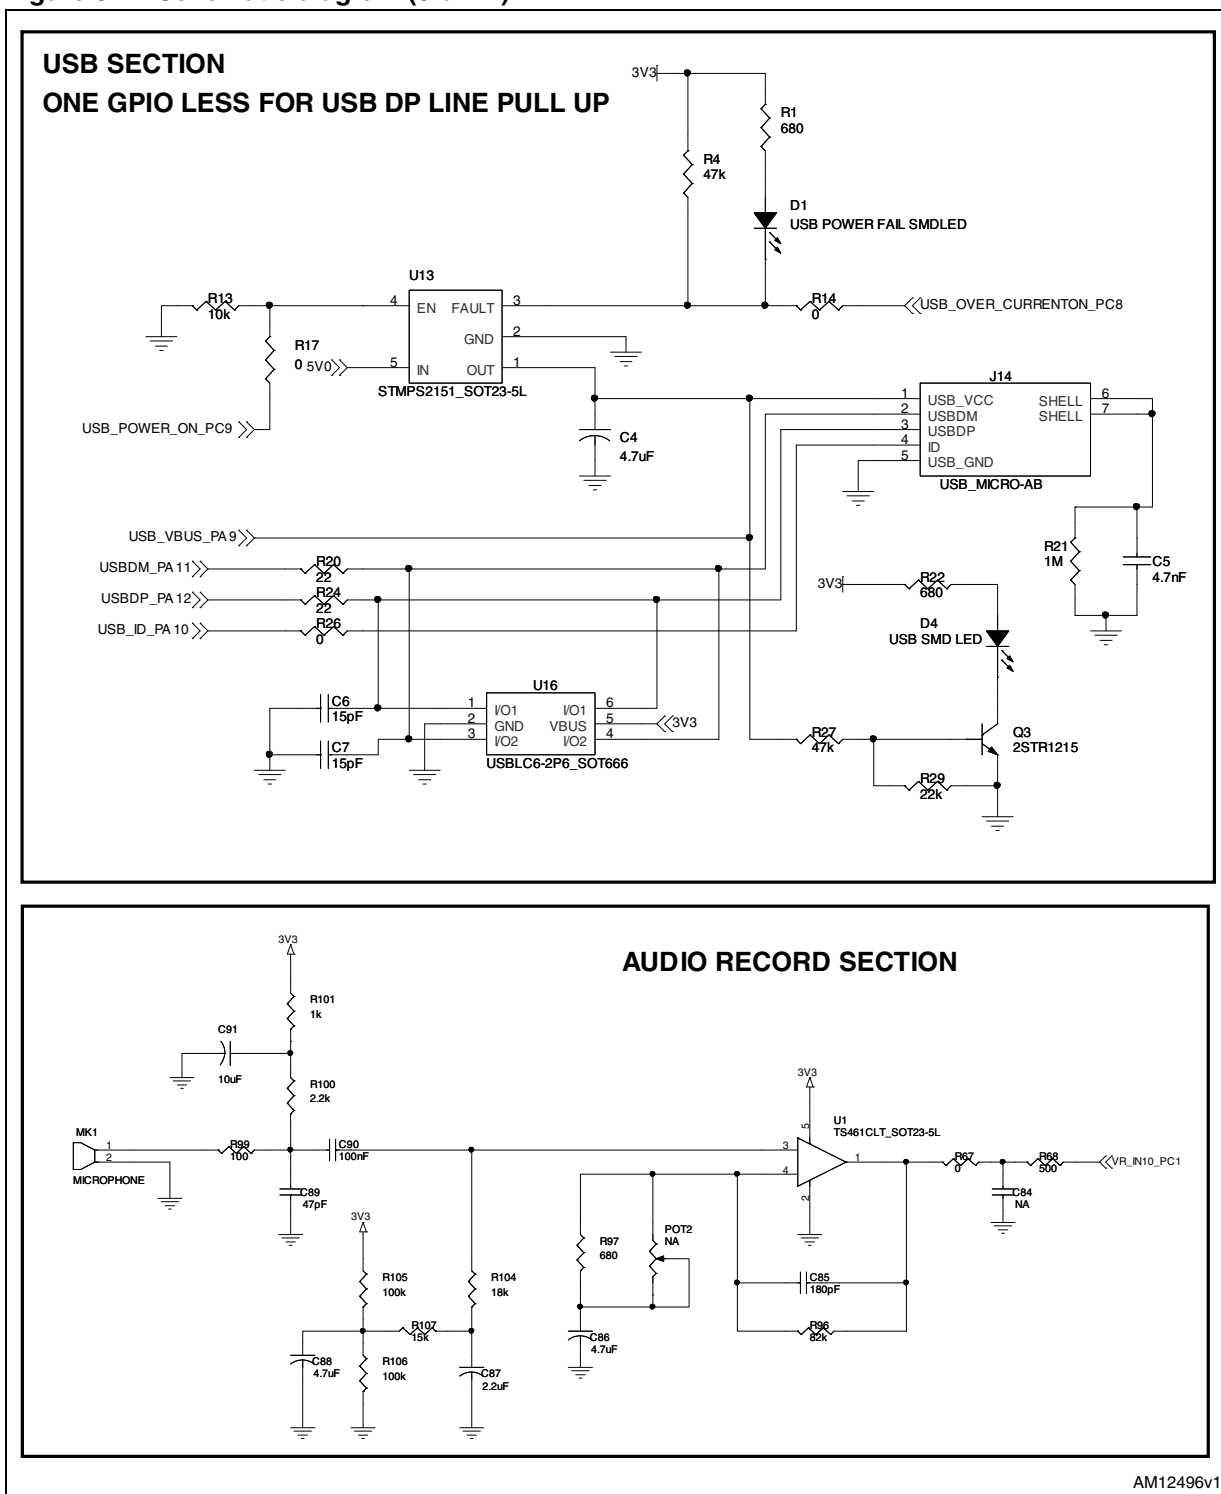 USB SECTION
ONE GPIO LESS FOR USB DP LINE PULL UP
3V3
R1
680
R4
47k
D1
USB POWER FAIL SMDLED
U13
R13
10k
4
EN
FAULT
3
R14
0
USB_OVER_CURRENTON_PC8
GND
2
R17
0
5V0
5
IN
OUT
1
STMPS2151_SOT23-5L
USB_POWER_ON_PC9
C4
4.7uF
J14
1
USB_VCC
SHELL
6
2
USBDM
SHELL
7
3
USBDP
4
ID
5
USB_GND
USB_MICRO-AB
USB_VBUS_PA9
USBDM_PA11
R20
22
USBDP_PA12
R24
22
USB_ID_PA10
R26
0
R21
1M
C5
4.7nF
3V3
R22
680
D4
USB SMD LED
U16
C6
15pF
C7
15pF
1
I/O1
I/O1
6
2
GND
VBUS
5
3V3
3
I/O2
I/O2
4
USBLC6-2P6_SOT666
R27
47k
Q3
2STR1215
R29
22k
AUDIO RECORD SECTION
3V3
R101
1k
C91
10uF
R100
2.2k
MK1
1
2
MICROPHONE
R99
100
C90
100nF
C89
47pF
3V3
U1
TS461CLT_SOT23-5L
5
3
4
1
2
R67
0
R68
500
VR_IN10_PC1
C84
NA
3V3
R105
100k
R104
18k
R107
15k
R106
100k
C88
4.7uF
C87
2.2uF
R97
680
POT2
NA
C86
4.7uF
C85
180pF
R96
82k
AM12496v1